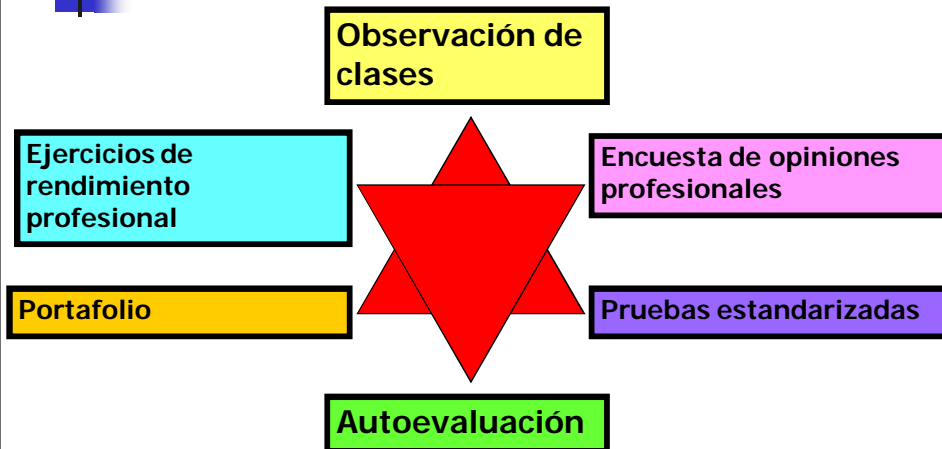 Observación de
clases
Ejercicios de
rendimiento
profesional
Encuesta de opiniones
profesionales
Portafolio
Pruebas estandarizadas
Autoevaluación